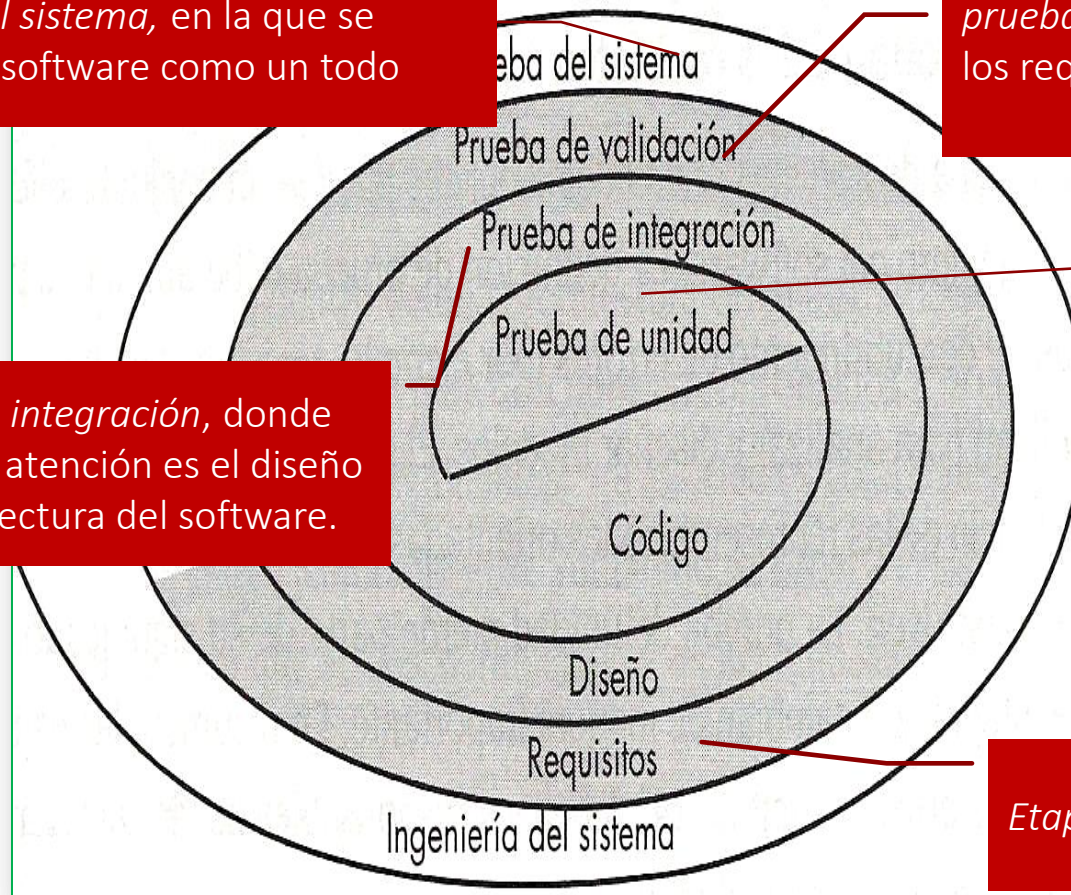 l sistema, en la que se
software como un todo
prueba
los req
eba del sistema
Prueba de validación
Prueba de integración
Prueba de unidad
integración, donde
atención es el diseño
ectura del software.
Código
Diseño
Requisitos
Ingeniería del sistema
Etap